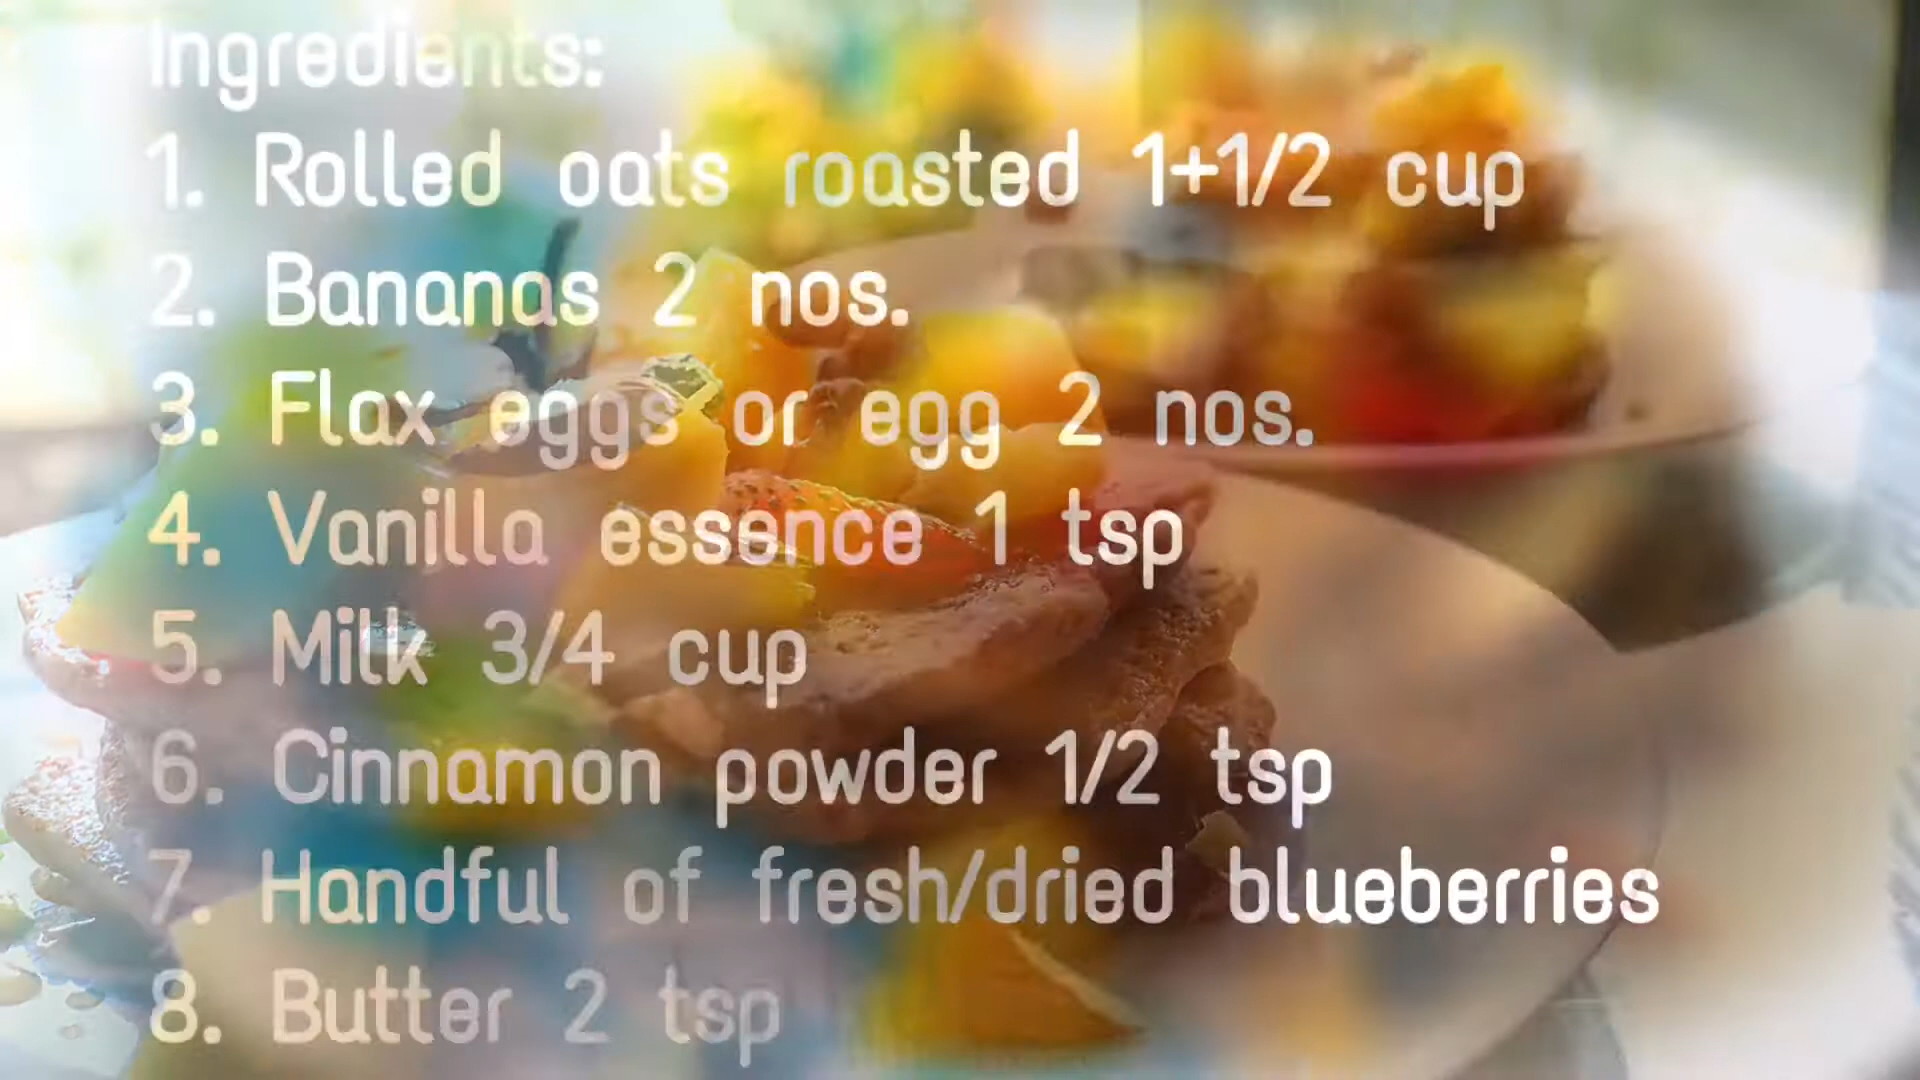 Ingredients:
1. Rolled oats roasted 1+1/2 cup
2. Bananas 2 nos.
3. Flax eggs or egg 2 nos.
4. Vanilla essence 1 tsp
5. Milk 3/4 cup
6. Cinnamon powder 1/2 tsp
7. Handful of fresh/dried blueberries
8. Butter 2 tsp